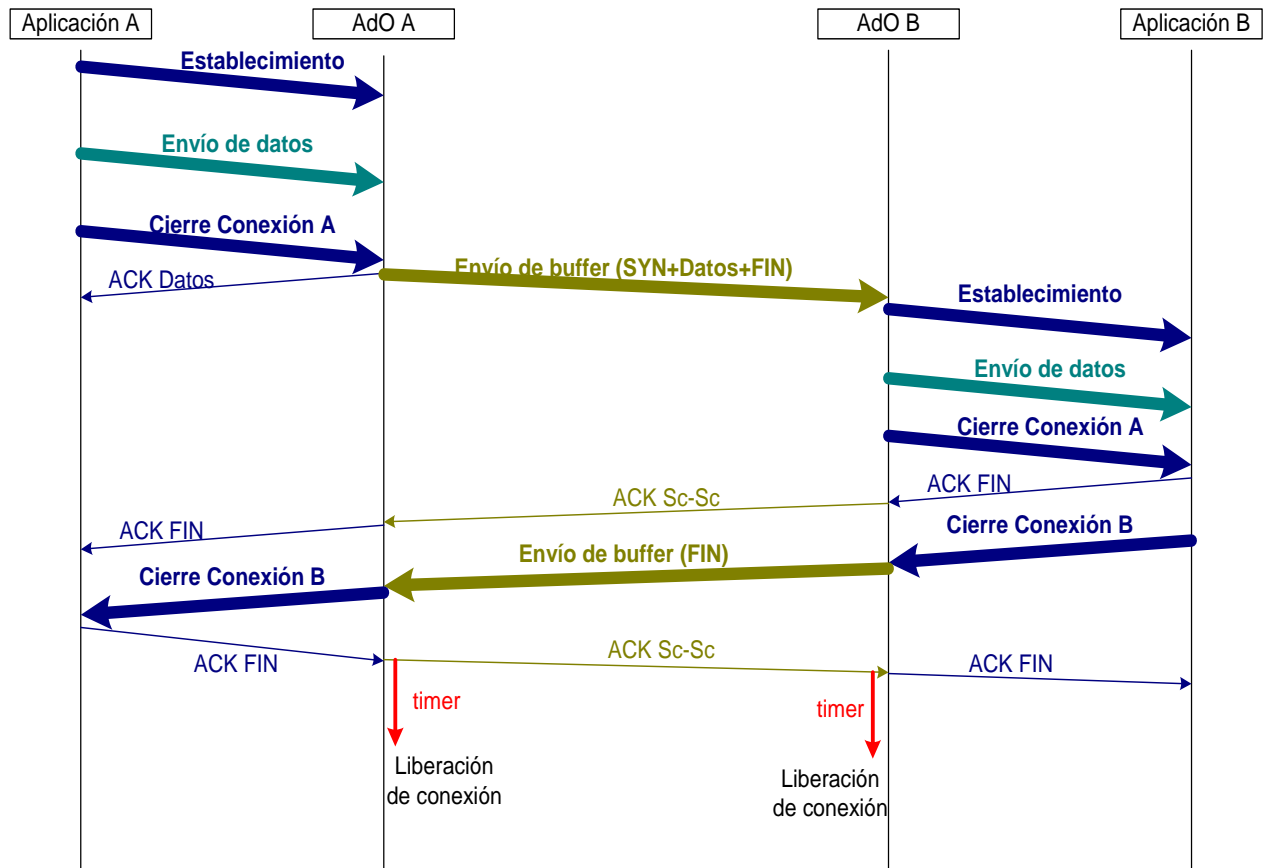 Aplicación A
AdO A
AdO B
Aplicación B
Establecimiento
Envío de datos
Cierre Conexión A
ACK Datos
Envío de buffer (SYN+Datos+FIN)
Establecimiento
Envío de datos
Cierre Conexión A
ACK FIN
ACK Sc-Sc
ACK FIN
Cierre Conexión B
Envío de buffer (FIN)
Cierre Conexión B
ACK FIN
ACK Sc-Sc
ACK FIN
timer
timer
Liberación
de conexión
Liberación
de conexión